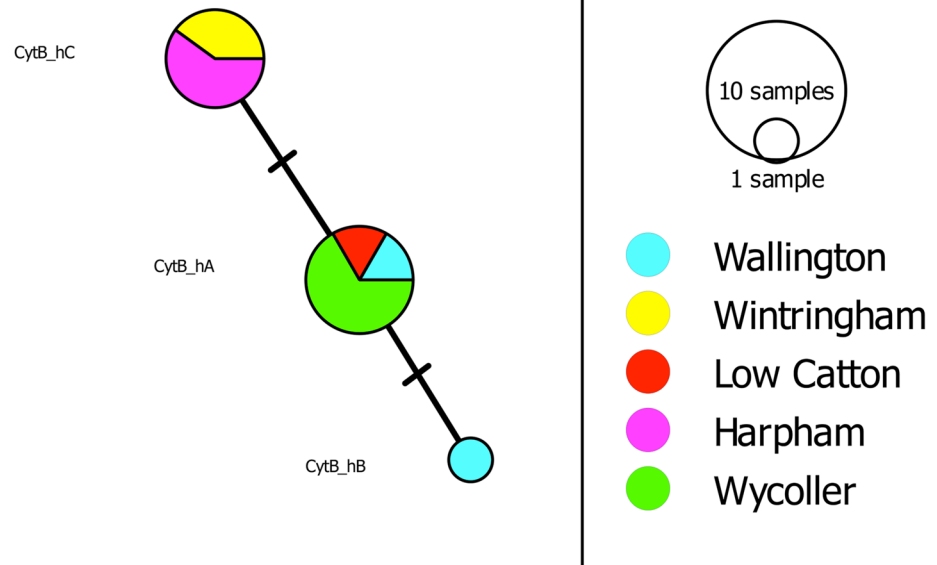 CytB_hC
CytB_hA
CytB_hB
10 samples
1 sample
Wallington
Wintringham
Low Catton
Harpham
Wycoller